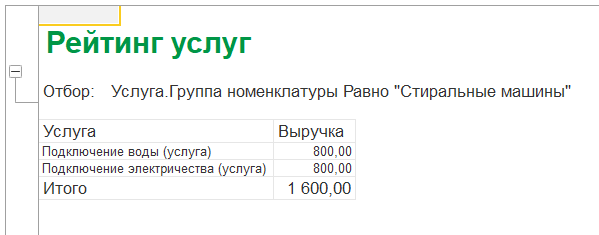 Рейтинг услуг
Отбор: Услуга.Группа номенклатуры Равно "Стиральные машины"
Услуга Выручка
Подключение воды (услуга) 800,00
Подключение электричества (услуга) 800,00
Итого 1 600,00